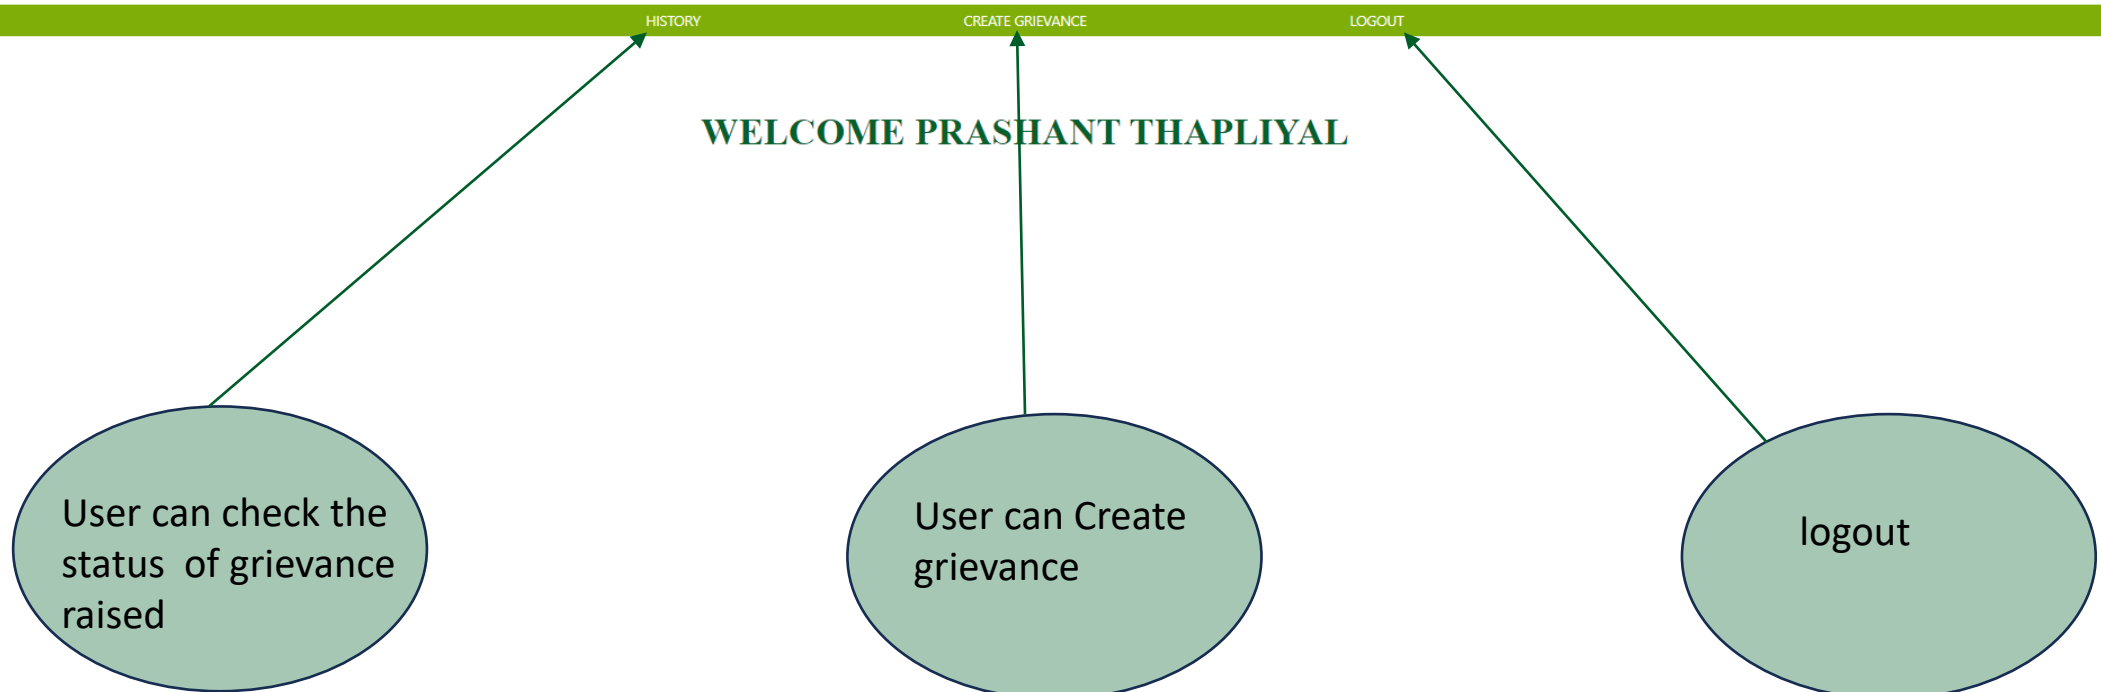 HISTORY CREATE GRIEVANCE LOGOUT
WELCOME PRASHANT THAPLIYAL
User can check the
status of grievance
raised
User can Create
grievance
logout